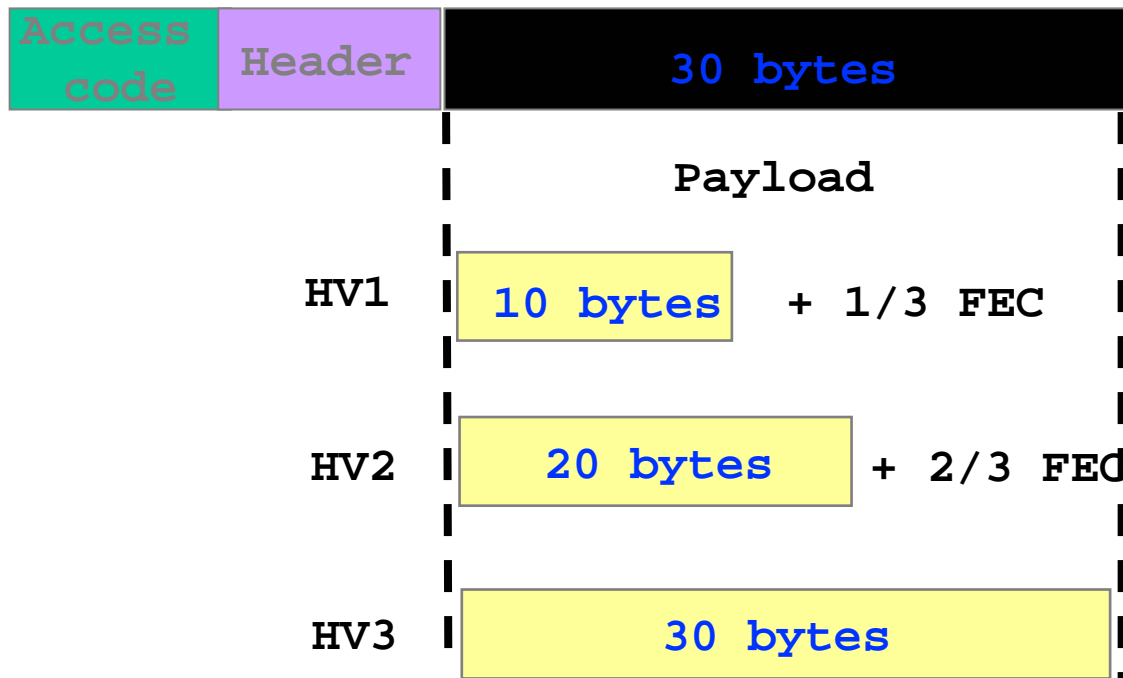 Access
code
Header
30 bytes
Payload
HV1
10 bytes
+ 1/3 FEC
HV2
20 bytes
+ 2/3 FEC
HV3
30 bytes